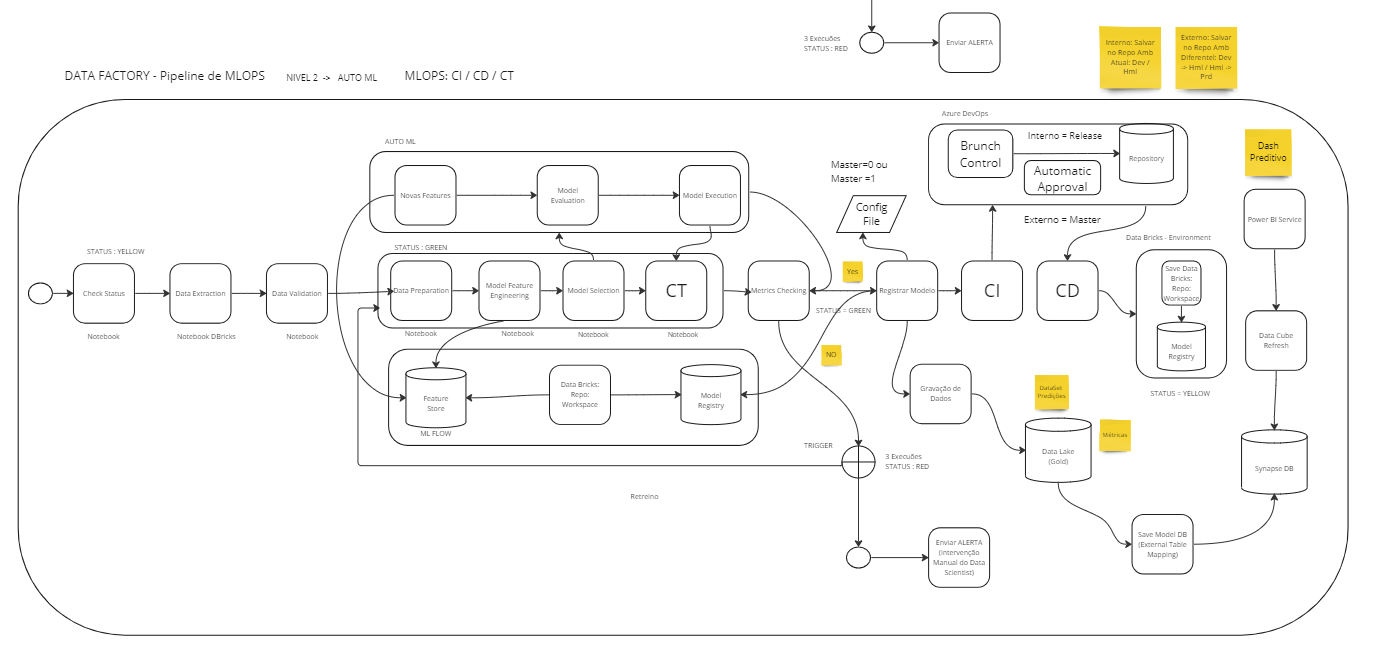 3 Execuões
STATUS : RED
Enviar ALERTA
Interno: Salvar
no Repo Amb
Atual: Dev /
Hml
Externo: Salvar
no Repo Amb
Diferentel: Dev
-> Hml / Hml ->
Prd
DATA FACTORY - Pipeline de MLOPS
NIVEL 2 -> AUTO ML
MLOPS: CI / CD / CT
Azure DevOps
Brunch
Control
Interno = Release
Automatic
Approval
Repository
Dash
Preditivo
AUTO ML
Novas Features
Model
Evaluation
Model Execution
Master=0 ou
Master =1
Config
File
Externo = Master
Power BI Service
STATUS : YELLOW
STATUS : GREEN
Data Bricks - Environment
Check Status
Data Extraction
Data Validation
Data Preparation
Model Feature
Engineering
Model Selection
CT
Metrics Checking
Yes
Registrar Modelo
CI
CD
Save Data
Bricks:
Repo:
Workspace
Model
Registry
STATUS = GREEN
Notebook
Notebook DBricks
Notebook
Notebook
Notebook
Notebook
Notebook
NO
Data Cube
Refresh
Feature
Store
ML FLOW
Data Bricks:
Repo:
Workspace
Model
Registry
Gravação de
Dados
DataSet
Predições
STATUS = YELLOW
Métricas
TRIGGER
3 Execuões
STATUS : RED
Data Lake
(Gold)
Synapse DB
Retreino
Enviar ALERTA
(Intervenção
Manual do Data
Scientist)
Save Model DB
(External Table
Mapping)